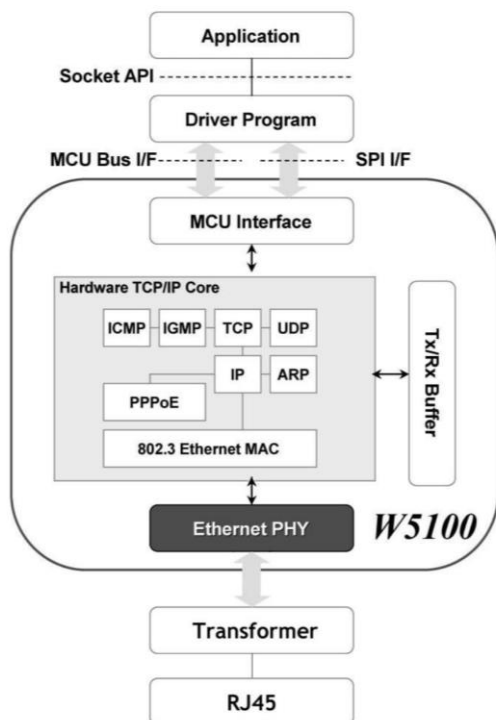 Application
Socket API
Driver Program
MCU Bus I/F
SPI I/F
MCU Interface
Hardware TCP/IP Core
ICMP
IGMP
TCP
UDP
IP
ARP
PPPoE
802.3 Ethernet MAC
Tx/Rx Buffer
Ethernet PHY
W5100
Transformer
RJ45